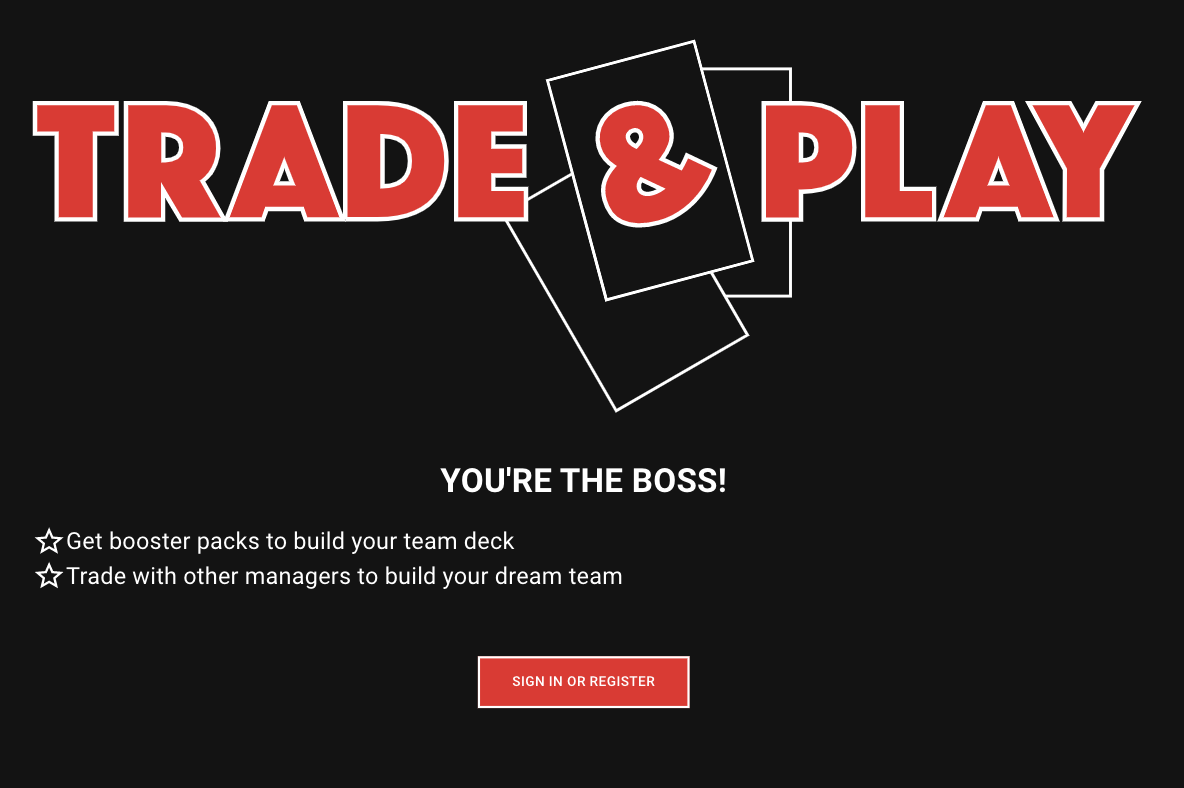 TRADE & PLAY
YOU'RE THE BOSS!
Get booster packs to build your team deck
Trade with other managers to build your dream team
SIGN IN OR REGISTER